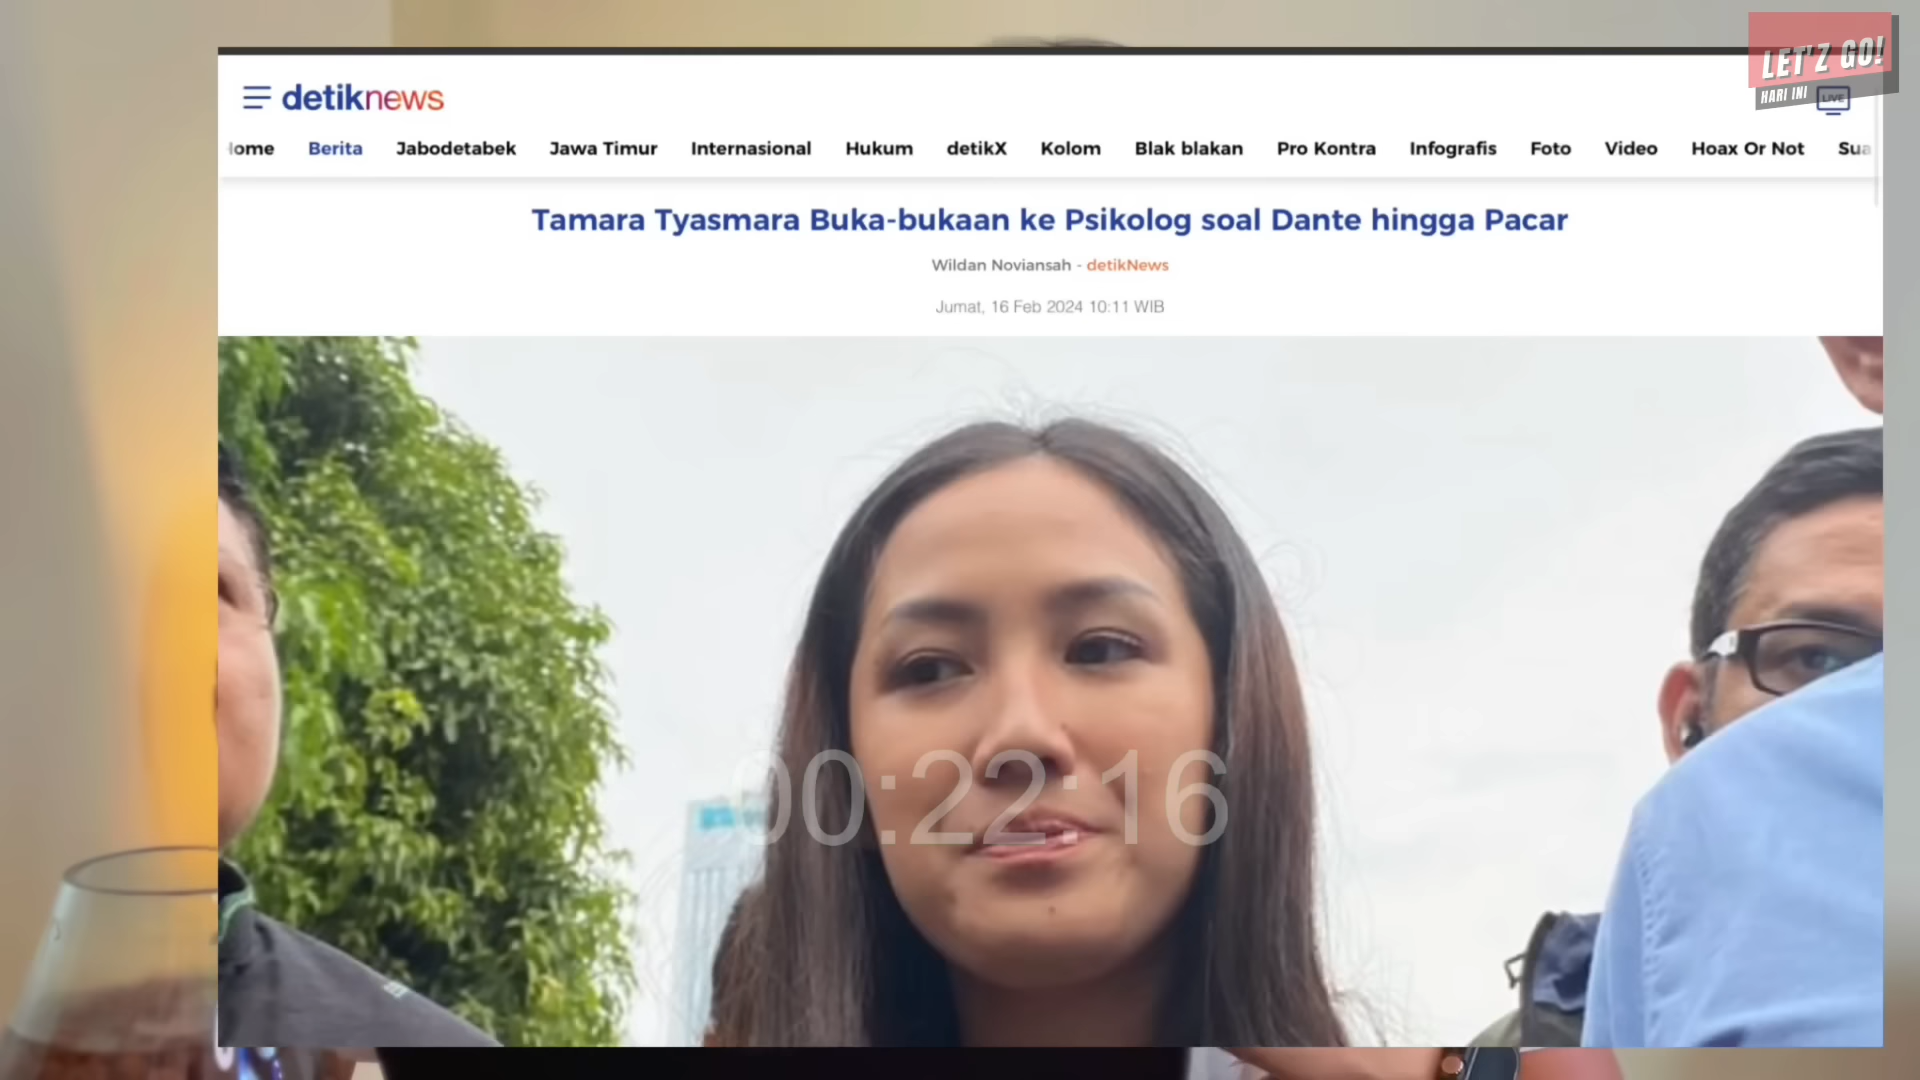 LET'Z GO!
HARI INI
LIVE
detiknews
Home Berita Jabodetabek Jawa Timur Internasional Hukum detikX Kolom Blak blakan Pro Kontra Infografis Foto Video Hoax Or Not Sua
Tamara Tyasmara Buka-bukaan ke Psikolog soal Dante hingga Pacar
Wildan Noviansah - detikNews
Jumat, 16 Feb 2024 10:11 WIB
00:22:16